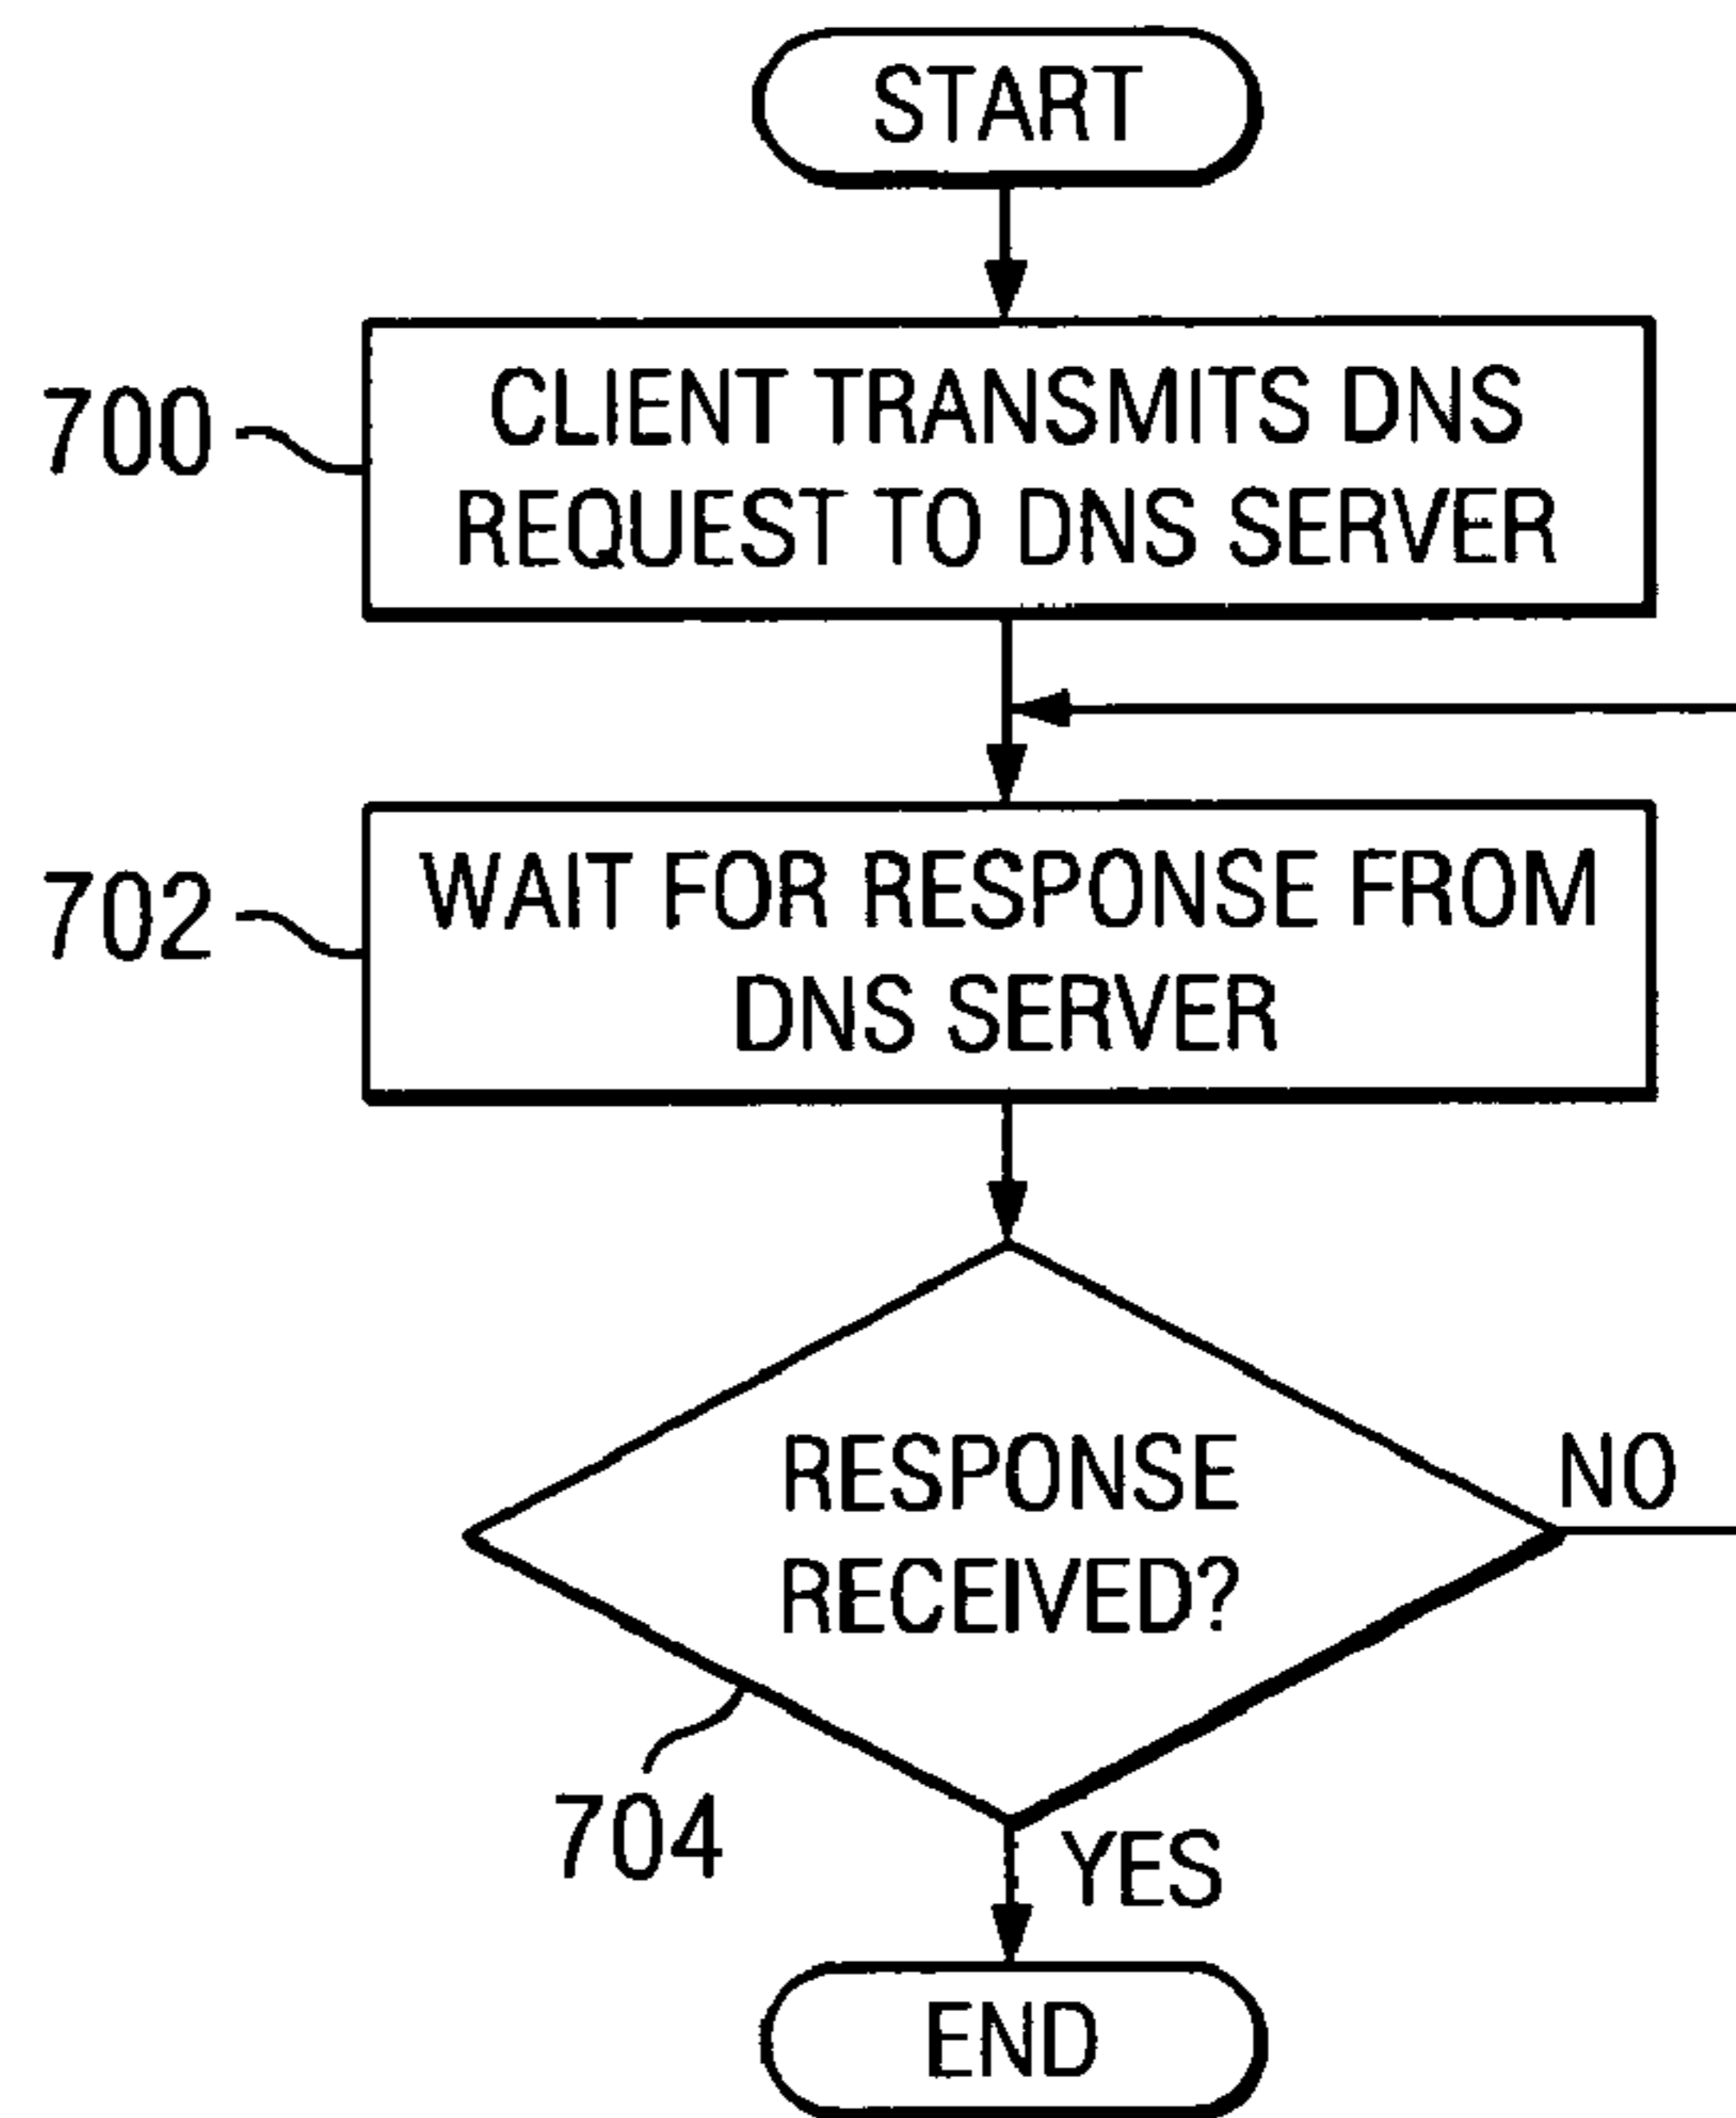 START
700
CLIENT TRANSMITS DNS
REQUEST TO DNS SERVER
702
WAIT FOR RESPONSE FROM
DNS SERVER
RESPONSE
RECEIVED?
NO
704
YES
END